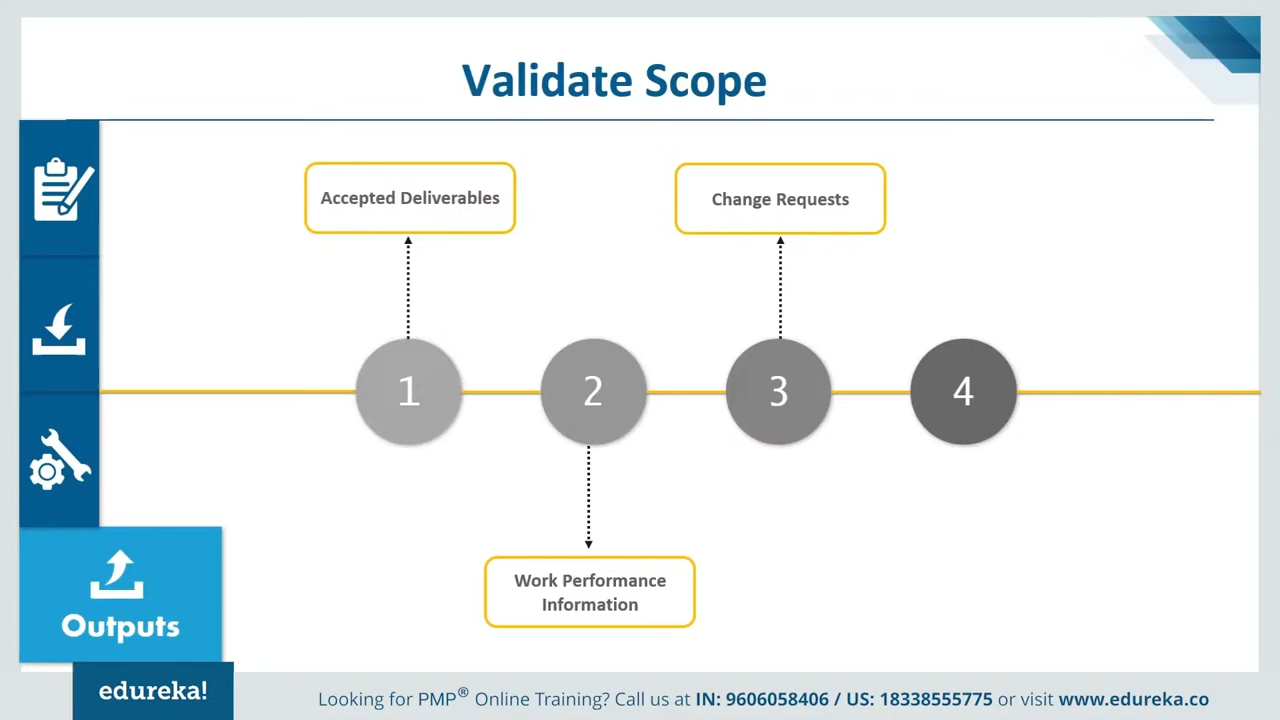 Validate Scope
Accepted Deliverables
Change Requests
1
2
3
4
Work Performance
Information
Outputs
edureka!
Looking for PMP® Online Training? Call us at IN: 9606058406 / US: 18338555775 or visit www.edureka.co